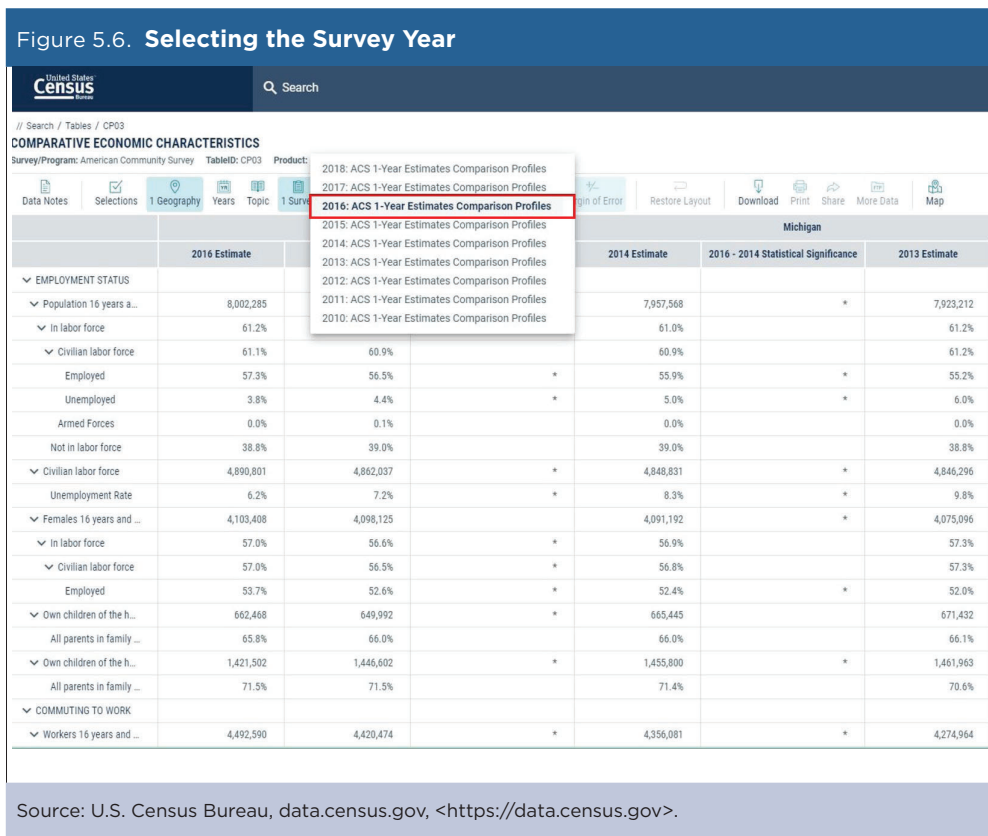 Figure 5.6. Selecting the Survey Year
United States Census Bureau
Search
// Search / Tables / CP03
COMPARATIVE ECONOMIC CHARACTERISTICS
Survey/Program: American Community Survey TableID: CP03 Product:
2018: ACS 1-Year Estimates Comparison Profiles
2017: ACS 1-Year Estimates Comparison Profiles
2016: ACS 1-Year Estimates Comparison Profiles
2015: ACS 1-Year Estimates Comparison Profiles
2014: ACS 1-Year Estimates Comparison Profiles
2013: ACS 1-Year Estimates Comparison Profiles
2012: ACS 1-Year Estimates Comparison Profiles
2011: ACS 1-Year Estimates Comparison Profiles
2010: ACS 1-Year Estimates Comparison Profiles
Data Notes Selections 1 Geography Years Topic 1 Surve rgin of Error Restore Layout Download Print Share More Data Map
Michigan
2016 Estimate 2014 Estimate 2016 - 2014 Statistical Significance 2013 Estimate
EMPLOYMENT STATUS
Population 16 years a... 8,002,285 7,957,568 * 7,923,212
In labor force 61.2% 61.0% 61.2%
Civilian labor force 61.1% 60.9% 60.9% 61.2%
Employed 57.3% 56.5% * 55.9% * 55.2%
Unemployed 3.8% 4.4% * 5.0% * 6.0%
Armed Forces 0.0% 0.1% 0.0% 0.0%
Not in labor force 38.8% 39.0% 39.0% 38.8%
Civilian labor force 4,890,801 4,862,037 * 4,848,831 * 4,846,296
Unemployment Rate 6.2% 7.2% * 8.3% * 9.8%
Females 16 years and ... 4,103,408 4,098,125 4,091,192 * 4,075,096
In labor force 57.0% 56.6% * 56.9% 57.3%
Civilian labor force 57.0% 56.5% * 56.8% 57.3%
Employed 53.7% 52.6% * 52.4% * 52.0%
Own children of the h... 662,468 649,992 * 665,445 671,432
All parents in family ... 65.8% 66.0% 66.0% 66.1%
Own children of the h... 1,421,502 1,446,602 * 1,455,800 * 1,461,963
All parents in family ... 71.5% 71.5% 71.4% 70.6%
COMMUTING TO WORK
Workers 16 years and ... 4,492,590 4,420,474 * 4,356,081 * 4,274,964
Source: U.S. Census Bureau, data.census.gov, <https://data.census.gov>.